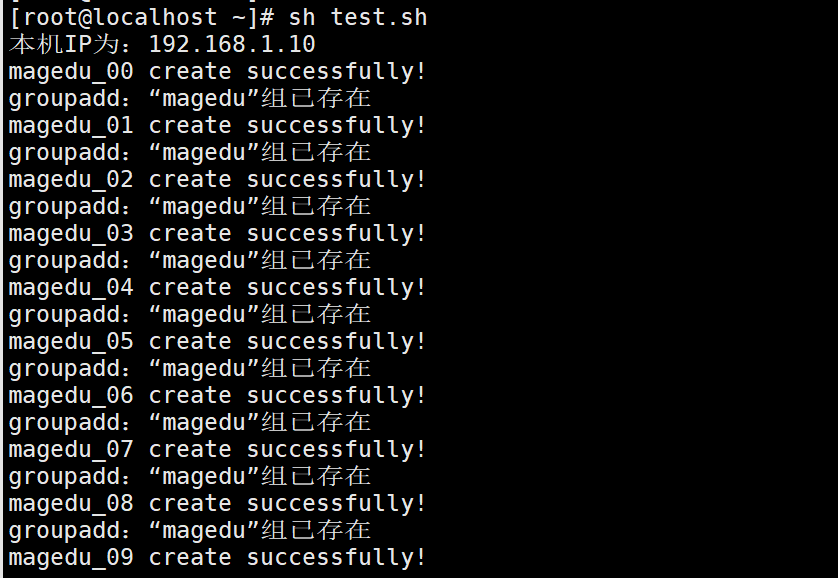 [root@localhost ~]# sh test.sh
本机IP为：192.168.1.10
magedu_00 create successfully!
groupadd：“magedu”组已存在
magedu_01 create successfully!
groupadd：“magedu”组已存在
magedu_02 create successfully!
groupadd：“magedu”组已存在
magedu_03 create successfully!
groupadd：“magedu”组已存在
magedu_04 create successfully!
groupadd：“magedu”组已存在
magedu_05 create successfully!
groupadd：“magedu”组已存在
magedu_06 create successfully!
groupadd：“magedu”组已存在
magedu_07 create successfully!
groupadd：“magedu”组已存在
magedu_08 create successfully!
groupadd：“magedu”组已存在
magedu_09 create successfully!